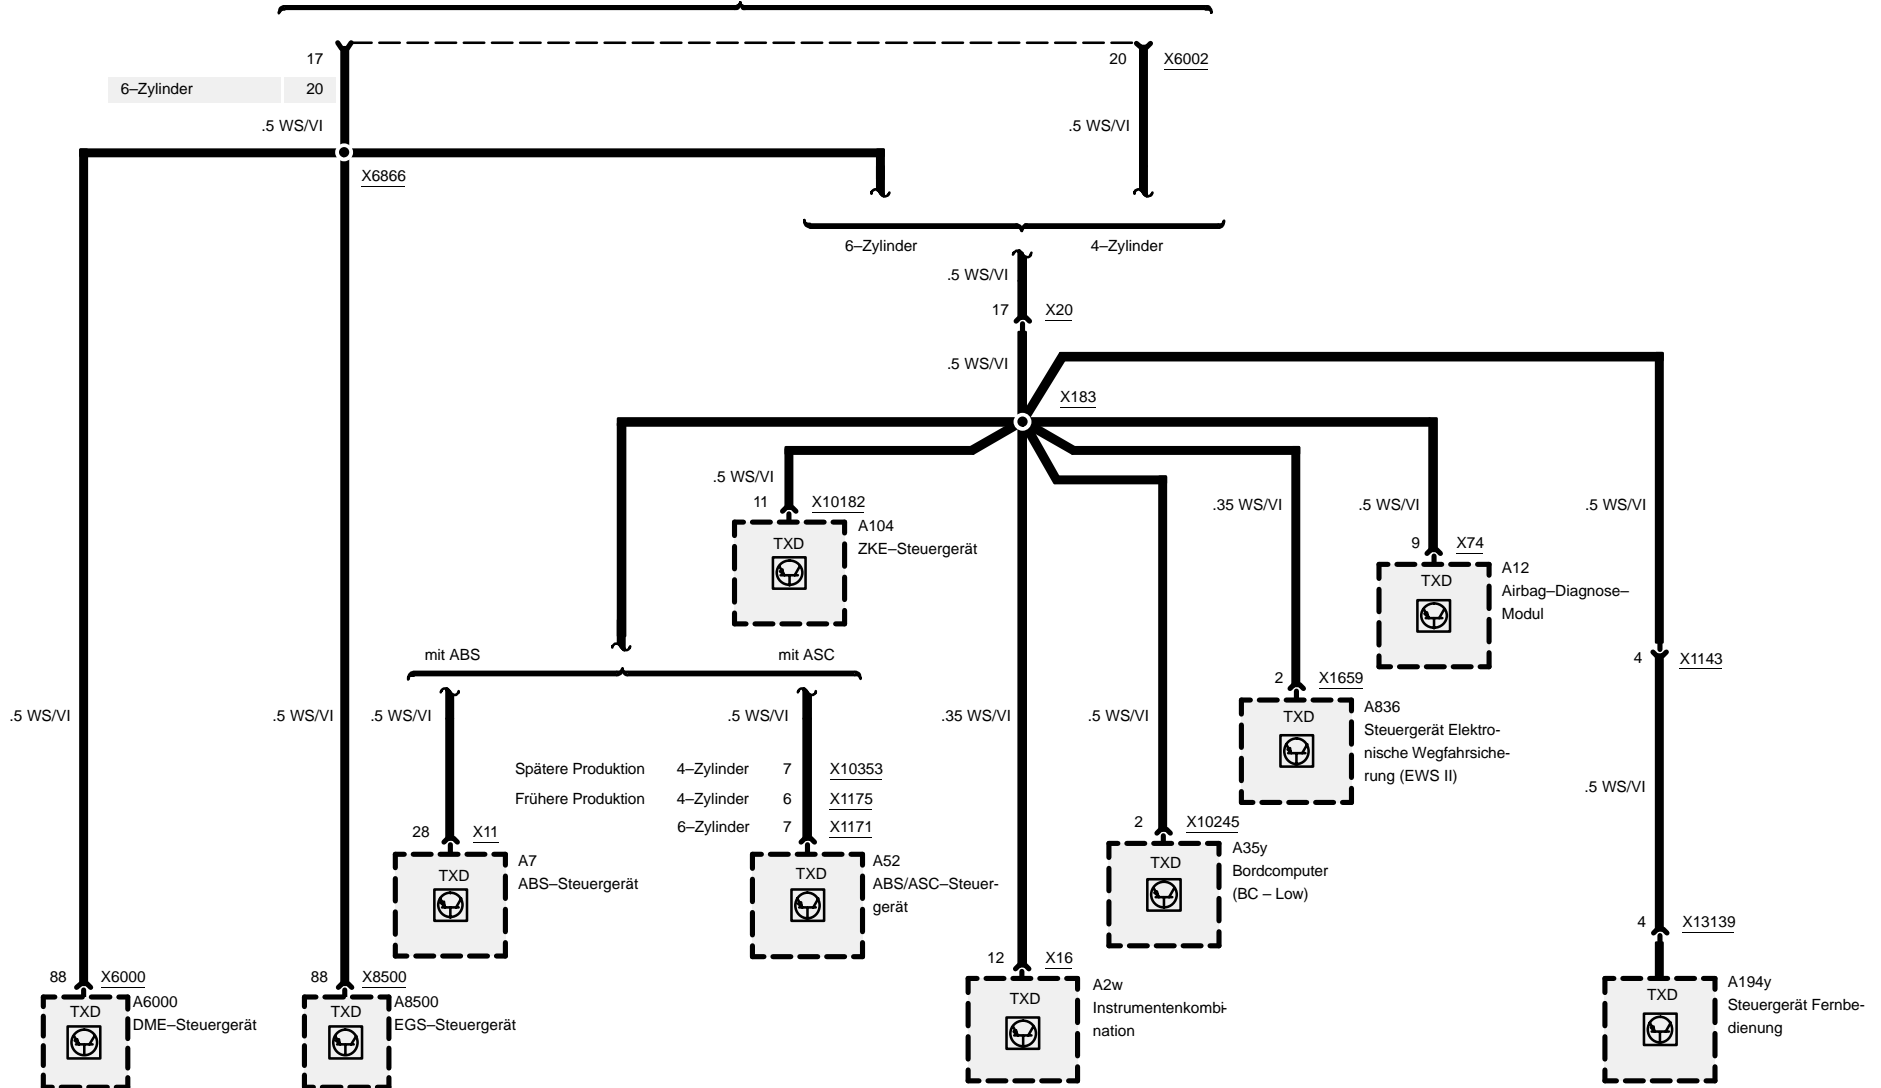 17
20
X6002
6–Zylinder
20
.5 WS/VI
.5 WS/VI
X6866
6–Zylinder
4–Zylinder
.5 WS/VI
17
X20
.5 WS/VI
X183
.5 WS/VI
11
X10182
A104
ZKE–Steuergerät
TXD
.35 WS/VI
.5 WS/VI
.5 WS/VI
9
X74
A12
Airbag–Diagnose–
Modul
TXD
mit ABS
mit ASC
4
X1143
2
X1659
A836
Steuergerät Elektro-
nische Wegfahrsiche-
rung (EWS II)
TXD
.5 WS/VI
.5 WS/VI
.5 WS/VI
.5 WS/VI
.35 WS/VI
.5 WS/VI
Spätere Produktion
4–Zylinder
7
X10353
Frühere Produktion
4–Zylinder
6
X1175
6–Zylinder
7
X1171
.5 WS/VI
28
X11
A7
ABS–Steuergerät
TXD
A52
ABS/ASC–Steuer-
gerät
TXD
2
X10245
A35y
Bordcomputer
(BC – Low)
TXD
4
X13139
88
X6000
A6000
DME–Steuergerät
TXD
88
X8500
A8500
EGS–Steuergerät
TXD
12
X16
A2w
Instrumentenkombi-
nation
TXD
A194y
Steuergerät Fernbe-
dienung
TXD